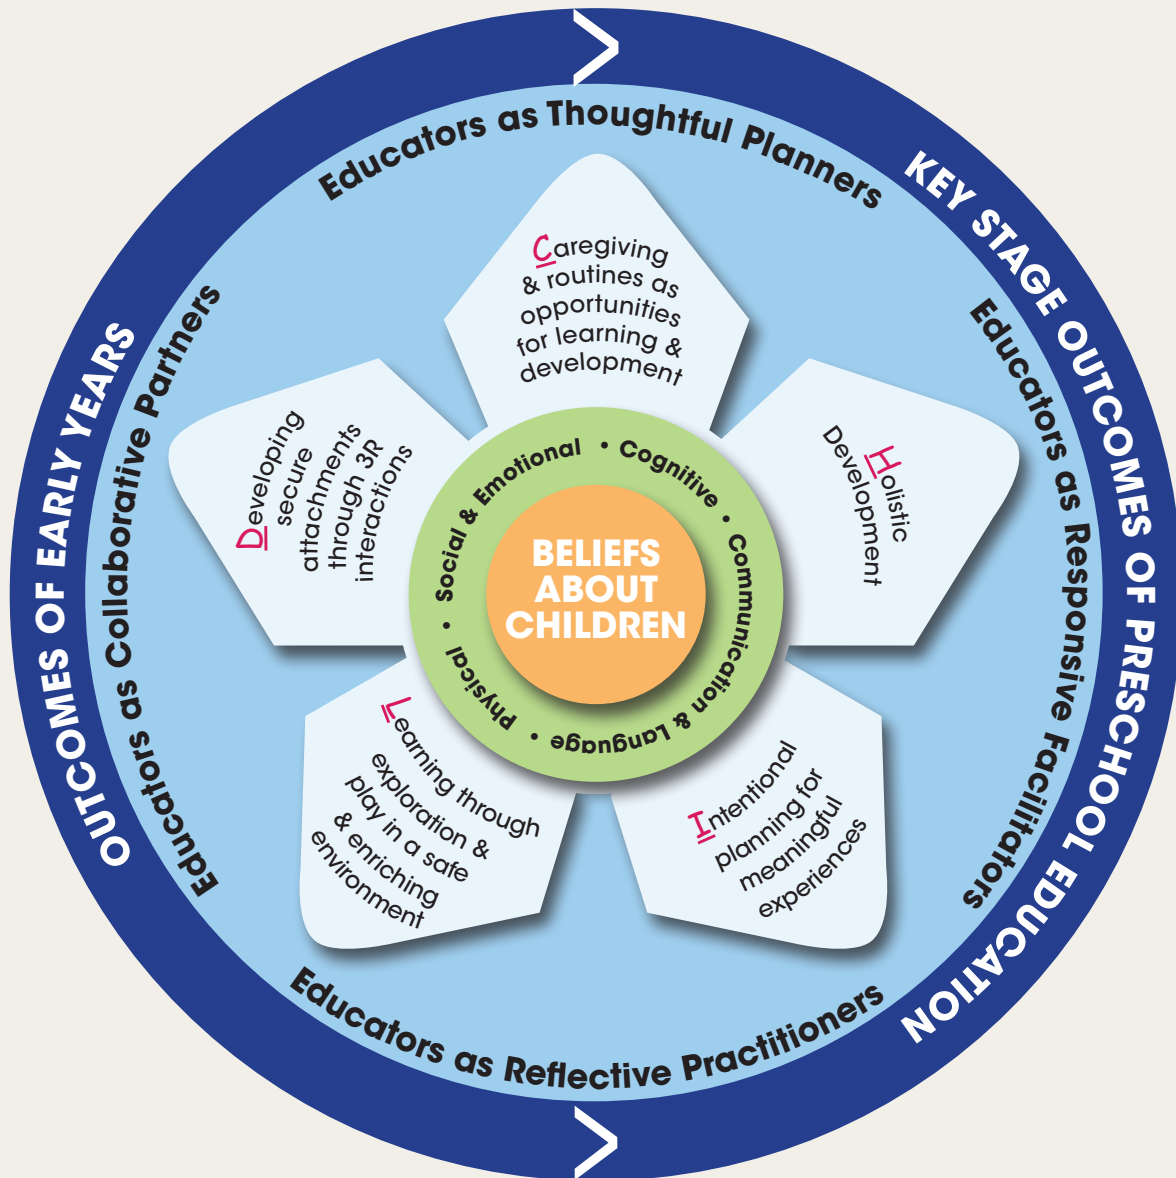 OUTCOMES OF EARLY YEARS
KEY STAGE OUTCOMES OF PRESCHOOL EDUCATION
Educators as Thoughtful Planners
Educators as Responsive Facilitators
Educators as Reflective Practitioners
Educators as Collaborative Partners
Caregiving
& routines as
opportunities
for learning &
development
Holistic
Development
Intentional
planning for
meaningful
experiences
Learning through
exploration &
play in a safe
& enriching
environment
Developing
secure
attachments
through 3R
interactions
Social & Emotional • Cognitive • Communication & Language • Physical •
BELIEFS
ABOUT
CHILDREN